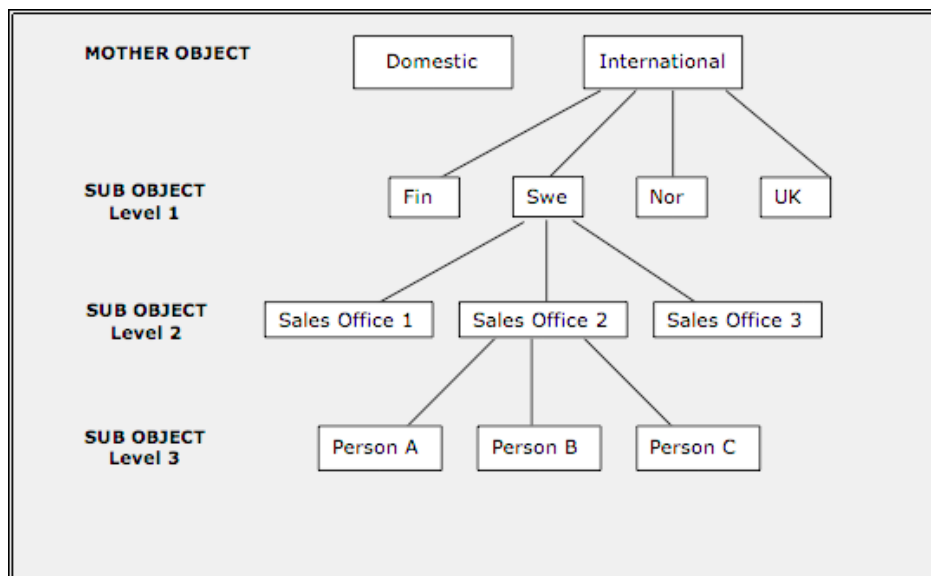 MOTHER OBJECT
Domestic
International
SUB OBJECT
Level 1
Fin
Swe
Nor
UK
SUB OBJECT
Level 2
Sales Office 1
Sales Office 2
Sales Office 3
SUB OBJECT
Level 3
Person A
Person B
Person C